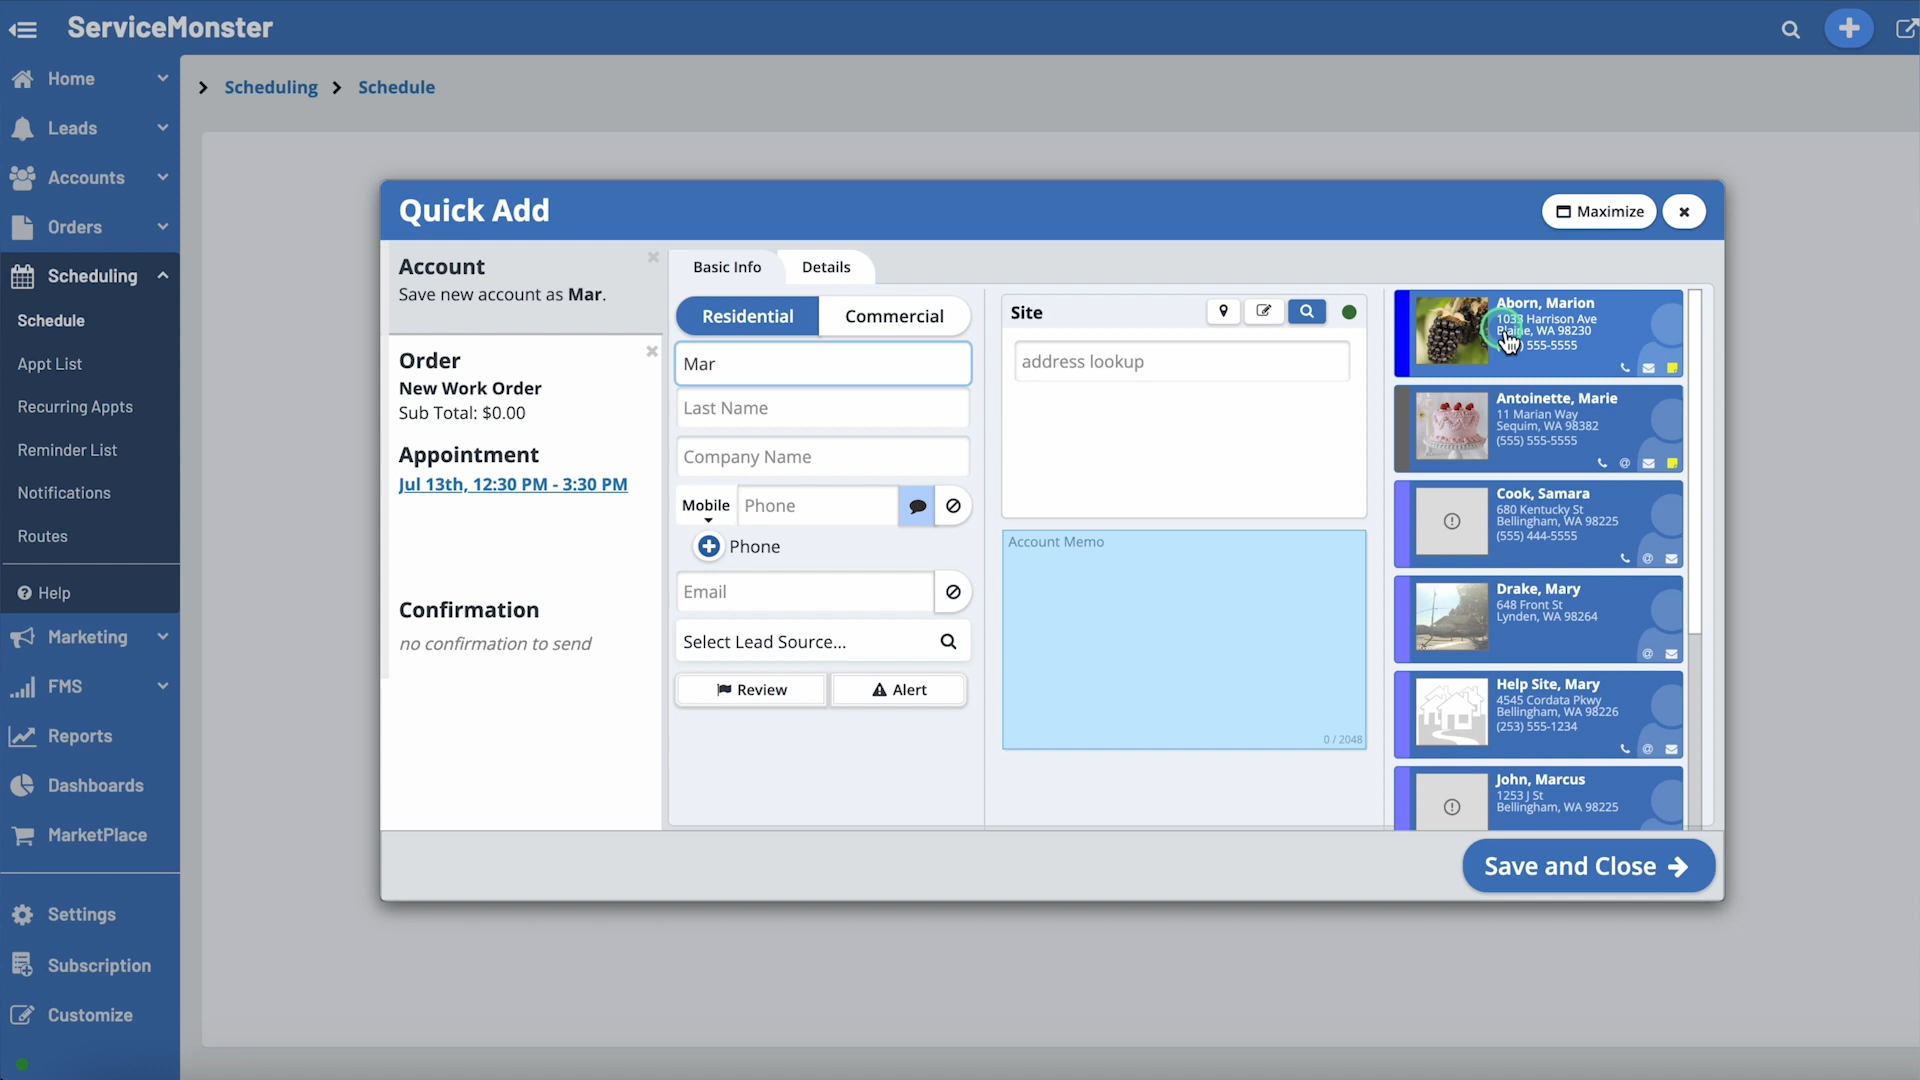 ServiceMonster
Home
Leads
Accounts
Orders
Scheduling
Schedule
Appt List
Recurring Appts
Reminder List
Notifications
Routes
Help
Marketing
FMS
Reports
Dashboards
MarketPlace
Settings
Subscription
Customize
Scheduling
Schedule
Quick Add
Maximize
Account
Save new account as Mar.
Order
New Work Order
Sub Total: $0.00
Appointment
Jul 13th, 12:30 PM - 3:30 PM
Confirmation
no confirmation to send
Basic Info
Details
Residential
Commercial
Mar
Last Name
Company Name
Mobile
Phone
Phone
Email
Select Lead Source...
Review
Alert
Site
address lookup
Account Memo
0 / 2048
Aborn, Marion
1033 Harrison Ave
Blaine, WA 98230
555-5555
Antoinette, Marie
11 Marian Way
Sequim, WA 98382
(555) 555-5555
Cook, Samara
680 Kentucky St
Bellingham, WA 98225
(555) 444-5555
Drake, Mary
648 Front St
Lynden, WA 98264
Help Site, Mary
4545 Cordata Pkwy
Bellingham, WA 98226
(253) 555-1234
John, Marcus
1253 J St
Bellingham, WA 98225
Save and Close